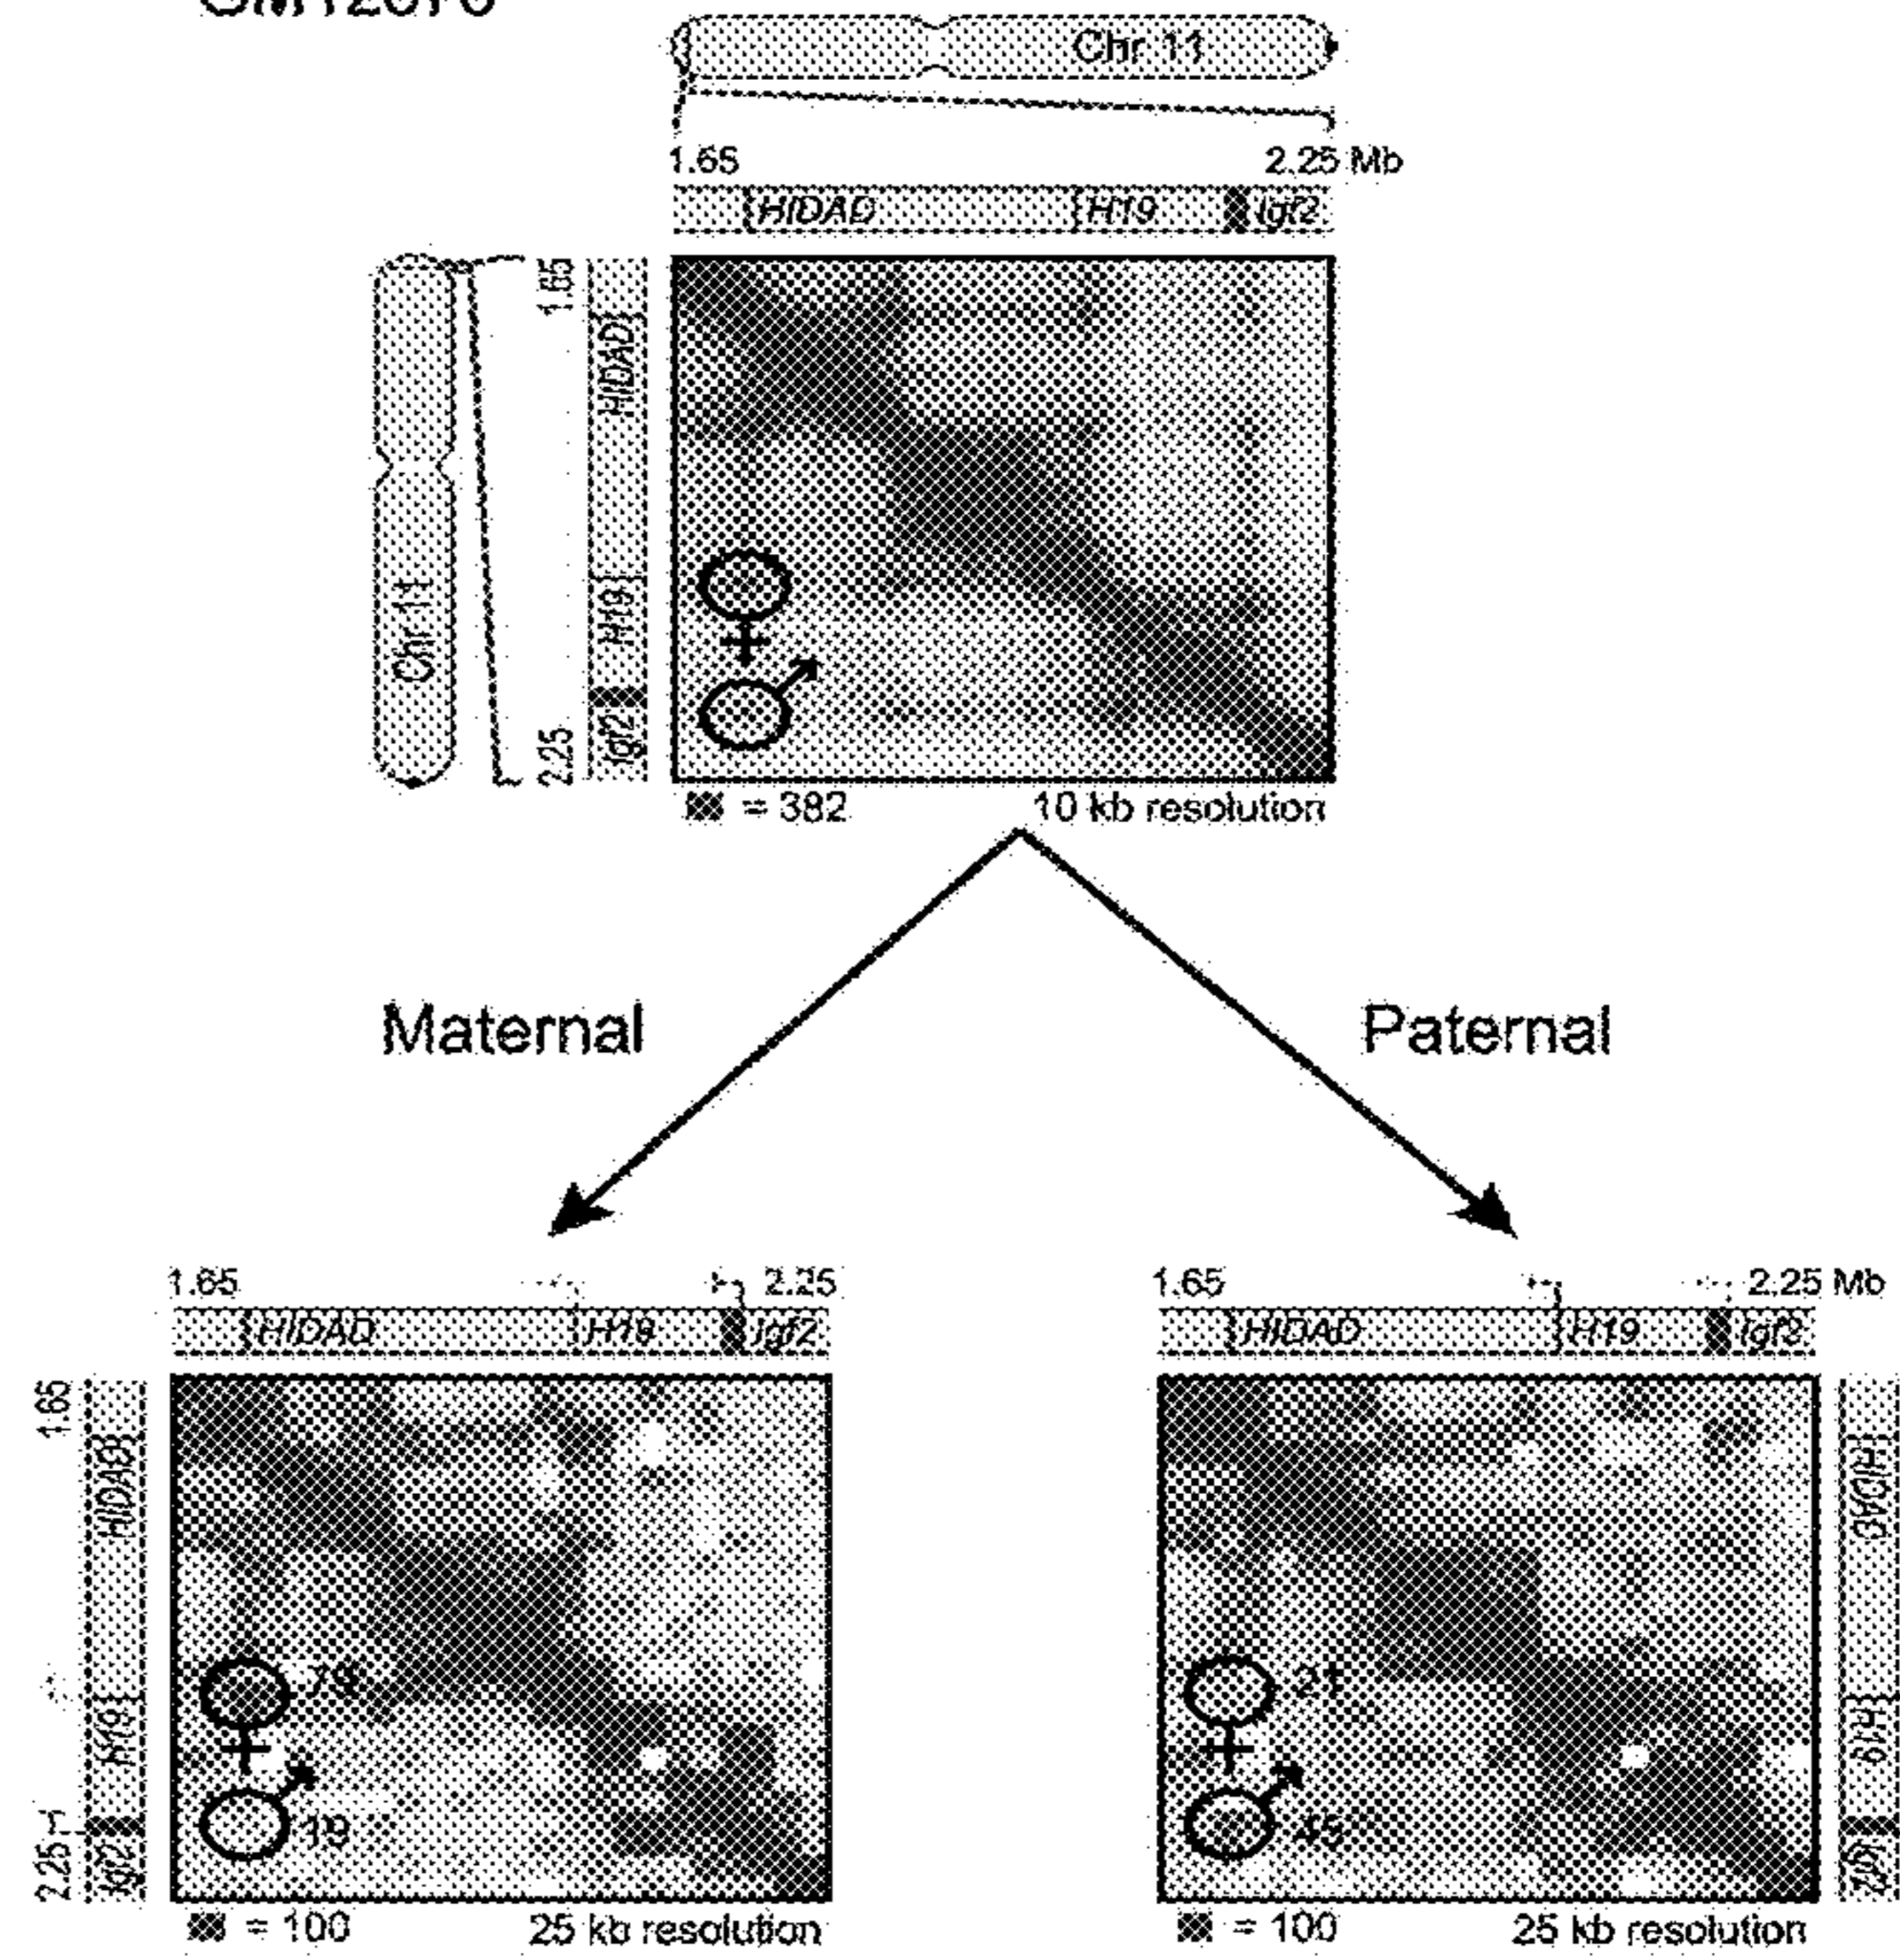 Chr 11
1.65 2.25 Mb
HIDAD H19 Igf2
Chr 11
1.65
2.25
HIDAD H19 Igf2
= 382 10 kb resolution
Maternal Paternal
1.65 2.25
HIDAD H19 Igf2
1.65
2.25
HIDAD H19 Igf2
79
19
= 100 25 kb resolution
1.65 2.25 Mb
HIDAD H19 Igf2
HIDAD H19 Igf2
21
45
= 100 25 kb resolution